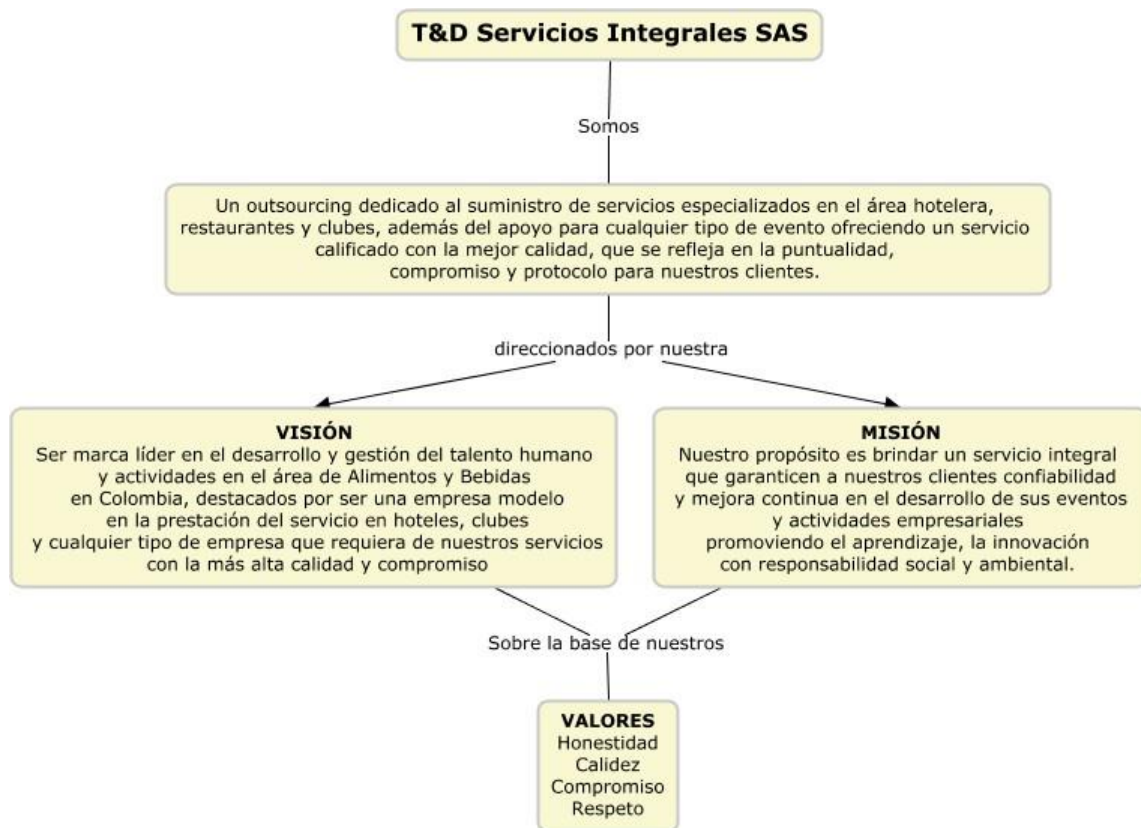 T&D Servicios Integrales SAS
Somos
Un outsourcing dedicado al suministro de servicios especializados en el área hotelera,
restaurantes y clubes, además del apoyo para cualquier tipo de evento ofreciendo un servicio
calificado con la mejor calidad, que se refleja en la puntualidad,
compromiso y protocolo para nuestros clientes.
direccionados por nuestra
VISIÓN
Ser marca líder en el desarrollo y gestión del talento humano
y actividades en el área de Alimentos y Bebidas
en Colombia, destacados por ser una empresa modelo
en la prestación del servicio en hoteles, clubes
y cualquier tipo de empresa que requiera de nuestros servicios
con la más alta calidad y compromiso
MISIÓN
Nuestro propósito es brindar un servicio integral
que garanticen a nuestros clientes confiabilidad
y mejora continua en el desarrollo de sus eventos
y actividades empresariales
promoviendo el aprendizaje, la innovación
con responsabilidad social y ambiental.
Sobre la base de nuestros
VALORES
Honestidad
Calidez
Compromiso
Respeto